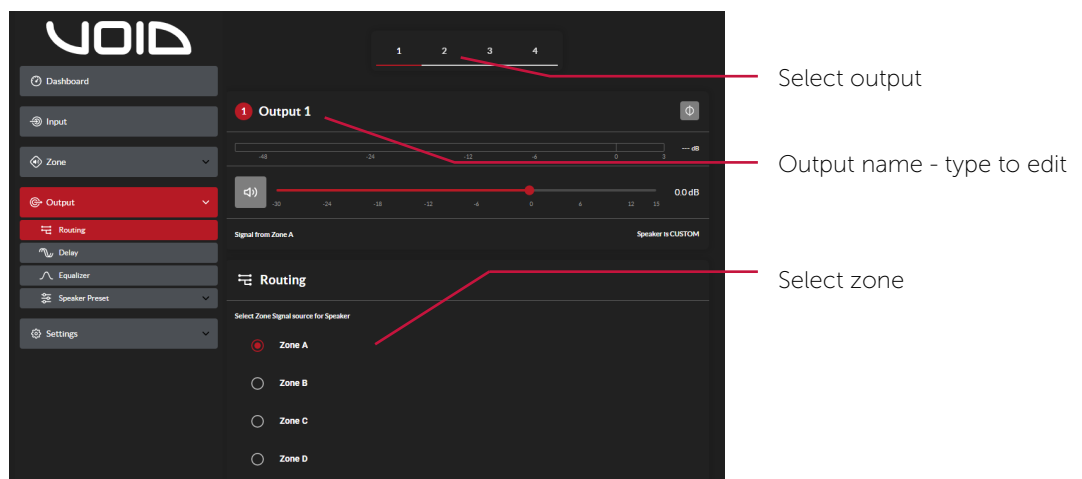 VOID
Dashboard
Input
Zone
Output
Routing
Delay
Equalizer
Speaker Preset
Settings
1 2 3 4
1 Output 1
--- dB
-48 -24 -12 -6 0 3
0.0 dB
-30 -24 -18 -12 -6 0 6 12 15
Signal from Zone A Speaker is CUSTOM
Routing
Select Zone Signal source for Speaker
Zone A
Zone B
Zone C
Zone D
Select output
Output name - type to edit
Select zone